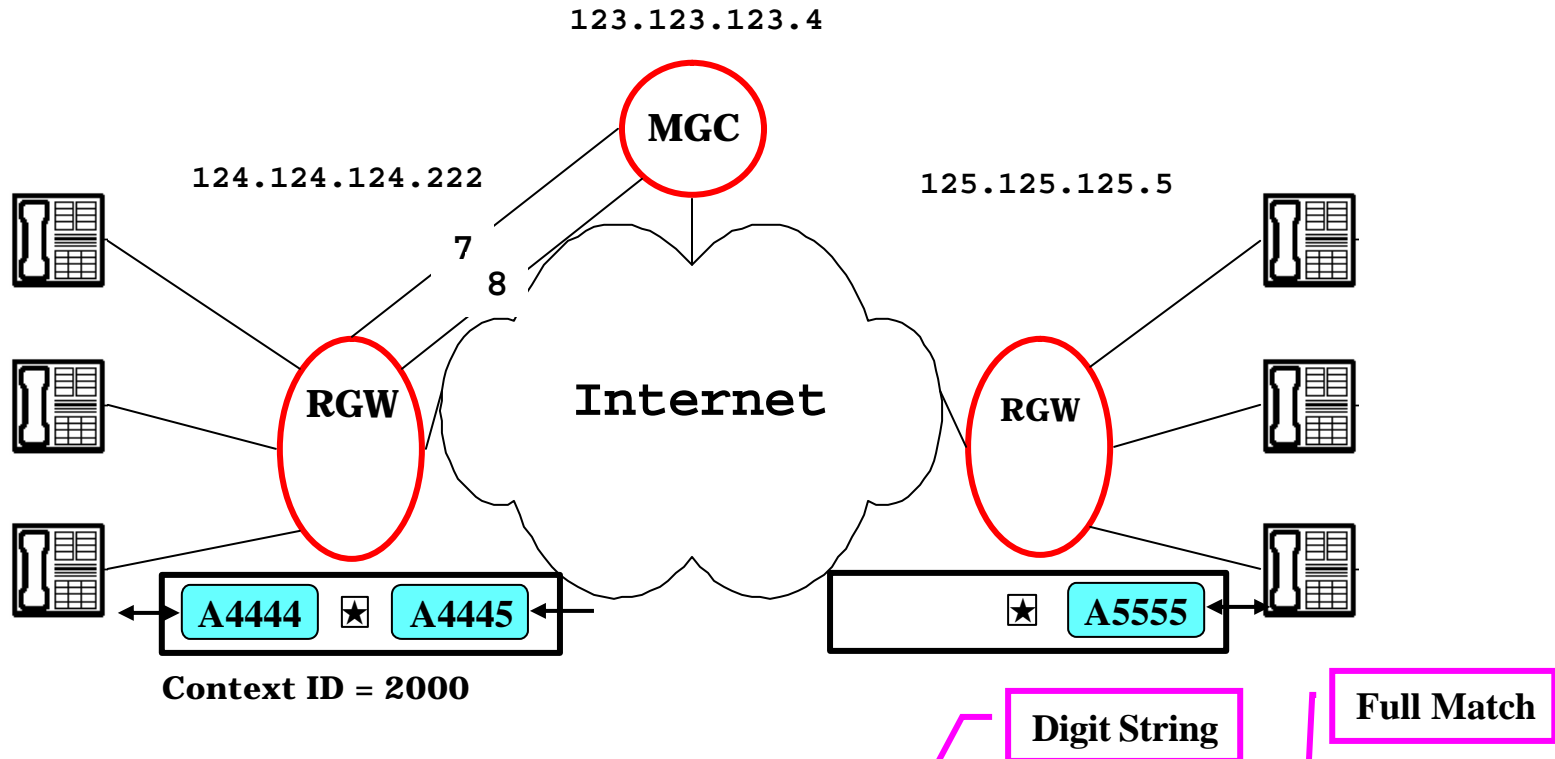 123.123.123.4
MGC
124.124.124.222
125.125.125.5
7
8
RGW
Internet
RGW
A4444
A4445
A5555
Context ID = 2000
Digit String
Full Match